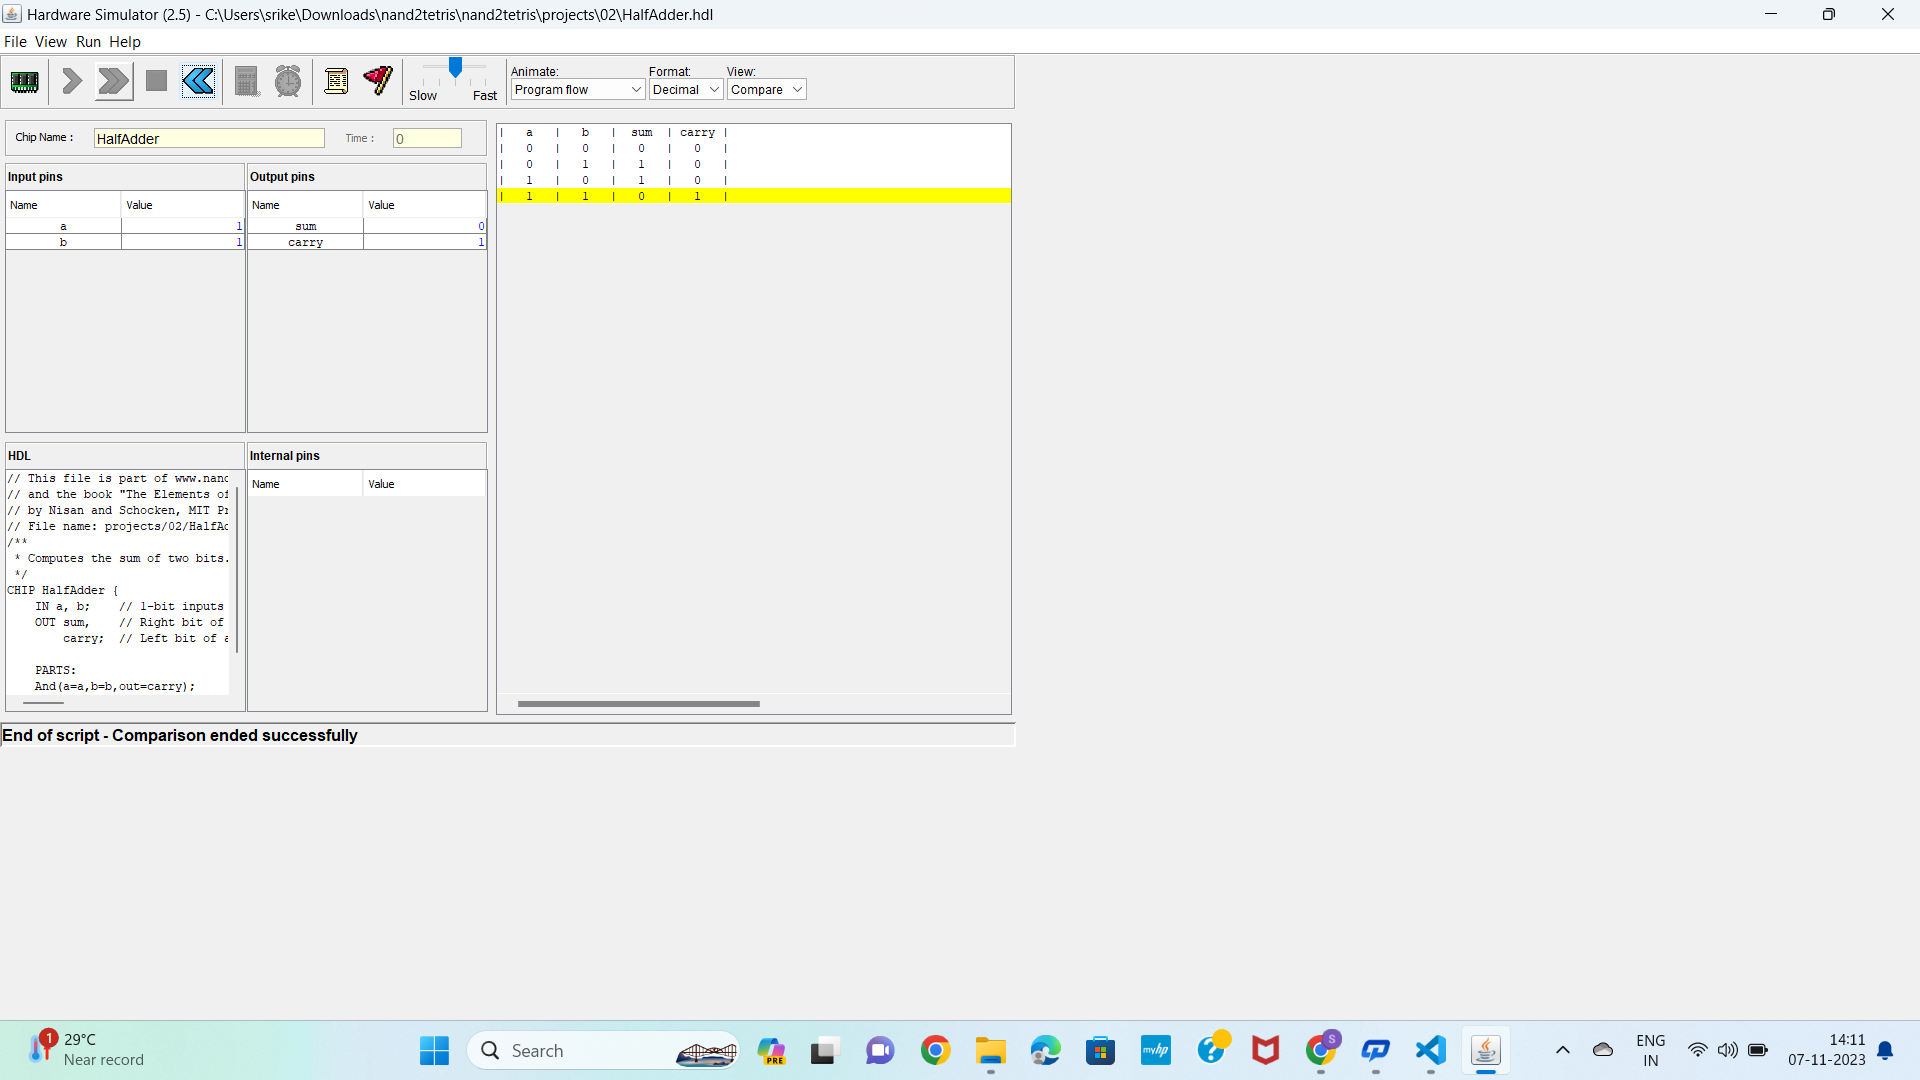 Hardware Simulator (2.5) - C:\Users\srike\Downloads\nand2tetris\nand2tetris\projects\02\HalfAdder.hdl
File View Run Help
Slow Fast
Animate: Format: View:
Program flow Decimal Compare
Chip Name : HalfAdder Time : 0
Input pins
Name Value
a 1
b 1
Output pins
Name Value
sum 0
carry 1
| a | b | sum | carry |
| 0 | 0 | 0 | 0 |
| 0 | 1 | 1 | 0 |
| 1 | 0 | 1 | 0 |
| 1 | 1 | 0 | 1 |
HDL
// This file is part of www.nand
// and the book "The Elements of
// by Nisan and Schocken, MIT Pr
// File name: projects/02/HalfAd
/**
* Computes the sum of two bits.
*/
CHIP HalfAdder {
IN a, b; // 1-bit inputs
OUT sum, // Right bit of
carry; // Left bit of a
PARTS:
And(a=a,b=b,out=carry);
Internal pins
Name Value
End of script - Comparison ended successfully
1
29°C
Near record
Search
PRE
myhp
S
ENG
IN
14:11
07-11-2023